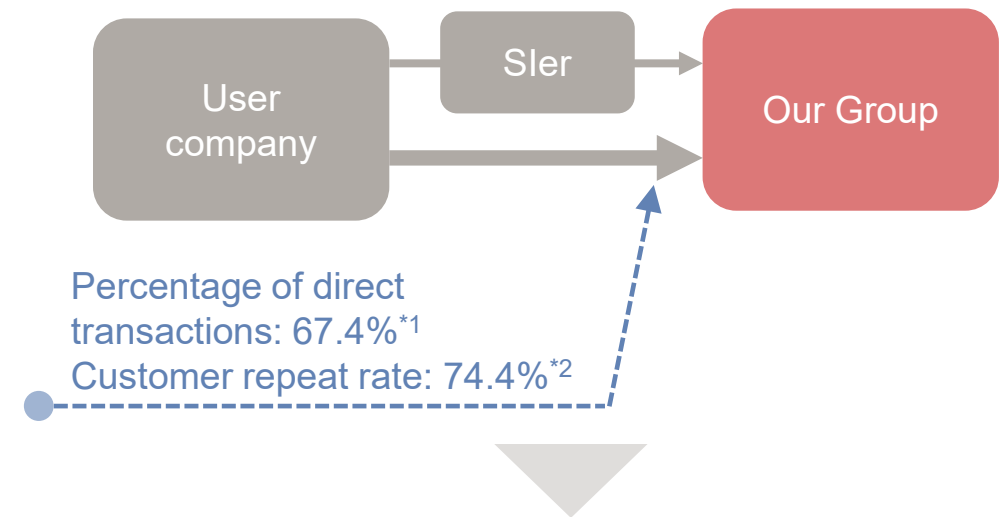 User
company
SIer
Our Group
Percentage of direct
transactions: 67.4%*1
Customer repeat rate: 74.4%*2